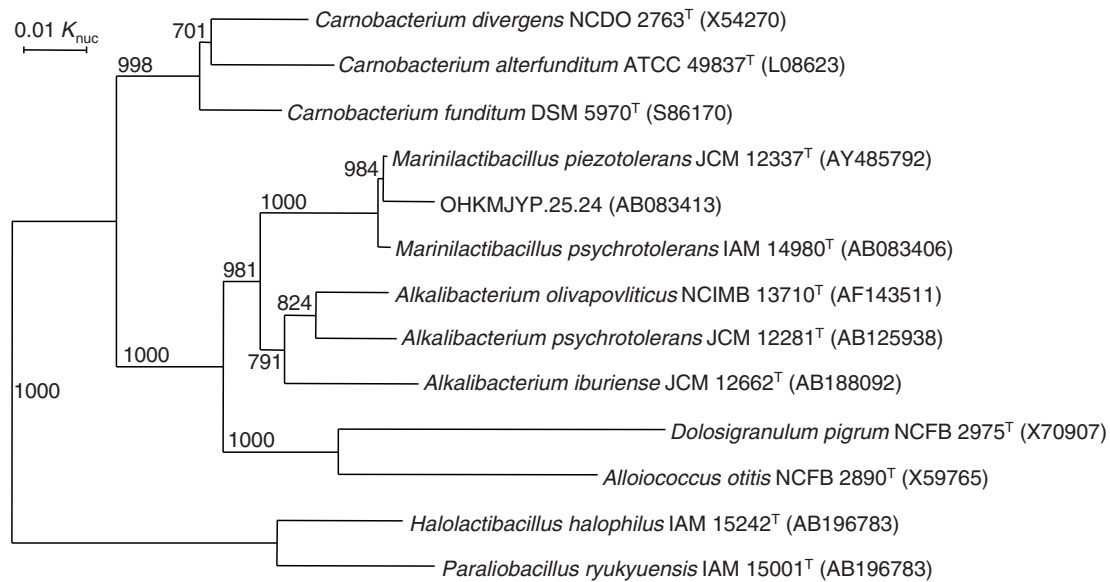 0.01 Knuc
701
Carnobacterium divergens NCDO 2763T (X54270)
998
Carnobacterium alterfunditum ATCC 49837T (L08623)
Carnobacterium funditum DSM 5970T (S86170)
984
Marinilactibacillus piezotolerans JCM 12337T (AY485792)
1000
OHKMJYP.25.24 (AB083413)
Marinilactibacillus psychrotolerans IAM 14980T (AB083406)
981
824
Alkalibacterium olivapovliticus NCIMB 13710T (AF143511)
1000
791
Alkalibacterium psychrotolerans JCM 12281T (AB125938)
1000
Alkalibacterium iburiense JCM 12662T (AB188092)
1000
Dolosigranulum pigrum NCFB 2975T (X70907)
Alloiococcus otitis NCFB 2890T (X59765)
Halolactibacillus halophilus IAM 15242T (AB196783)
Paraliobacillus ryukyuensis IAM 15001T (AB196783)